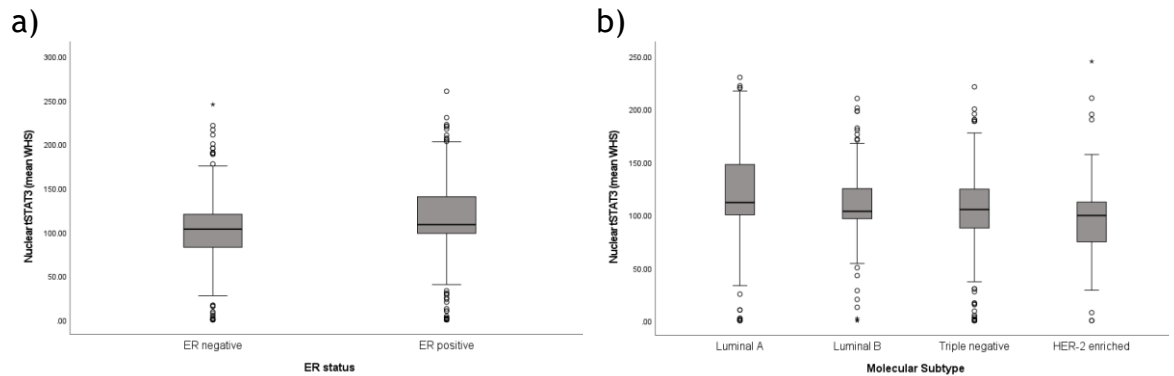 a)
300.00
250.00
200.00
150.00
100.00
50.00
.00
Nuclear tSTAT3 (mean WHS)
ER negative
ER positive
ER status
b)
250.00
200.00
150.00
100.00
50.00
.00
Nuclear tSTAT3 (mean WHS)
Luminal A
Luminal B
Triple negative
HER-2 enriched
Molecular Subtype